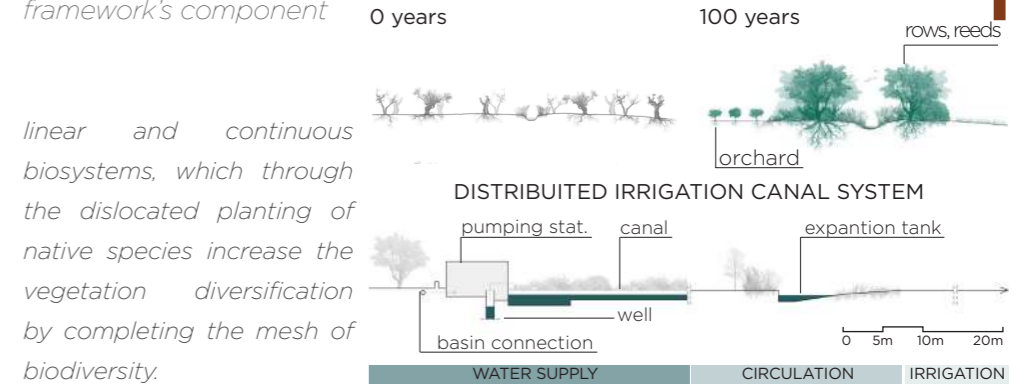 framework's component
linear and continuous
biosystems, which through
the dislocated planting of
native species increase the
vegetation diversification
by completing the mesh of
biodiversity.
0 years
100 years
rows, reeds
orchard
DISTRIBUITED IRRIGATION CANAL SYSTEM
pumping stat.
canal
expantion tank
well
basin connection
0 5m 10m 20m
WATER SUPPLY
CIRCULATION
IRRIGATION